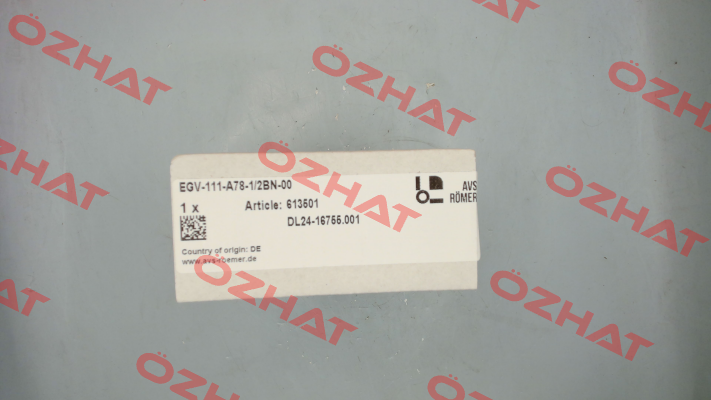 EGV-111-A78-1/2BN-00
1 x
Article: 613501
DL24-16755.001
AVS
RÖMER
Country of origin: DE
www.avs-roemer.de
ÖZHAT
ÖZHAT
ÖZHAT
ÖZHAT
ÖZHAT
ÖZHAT
ÖZHAT
ÖZHAT
ÖZHAT
ÖZHAT